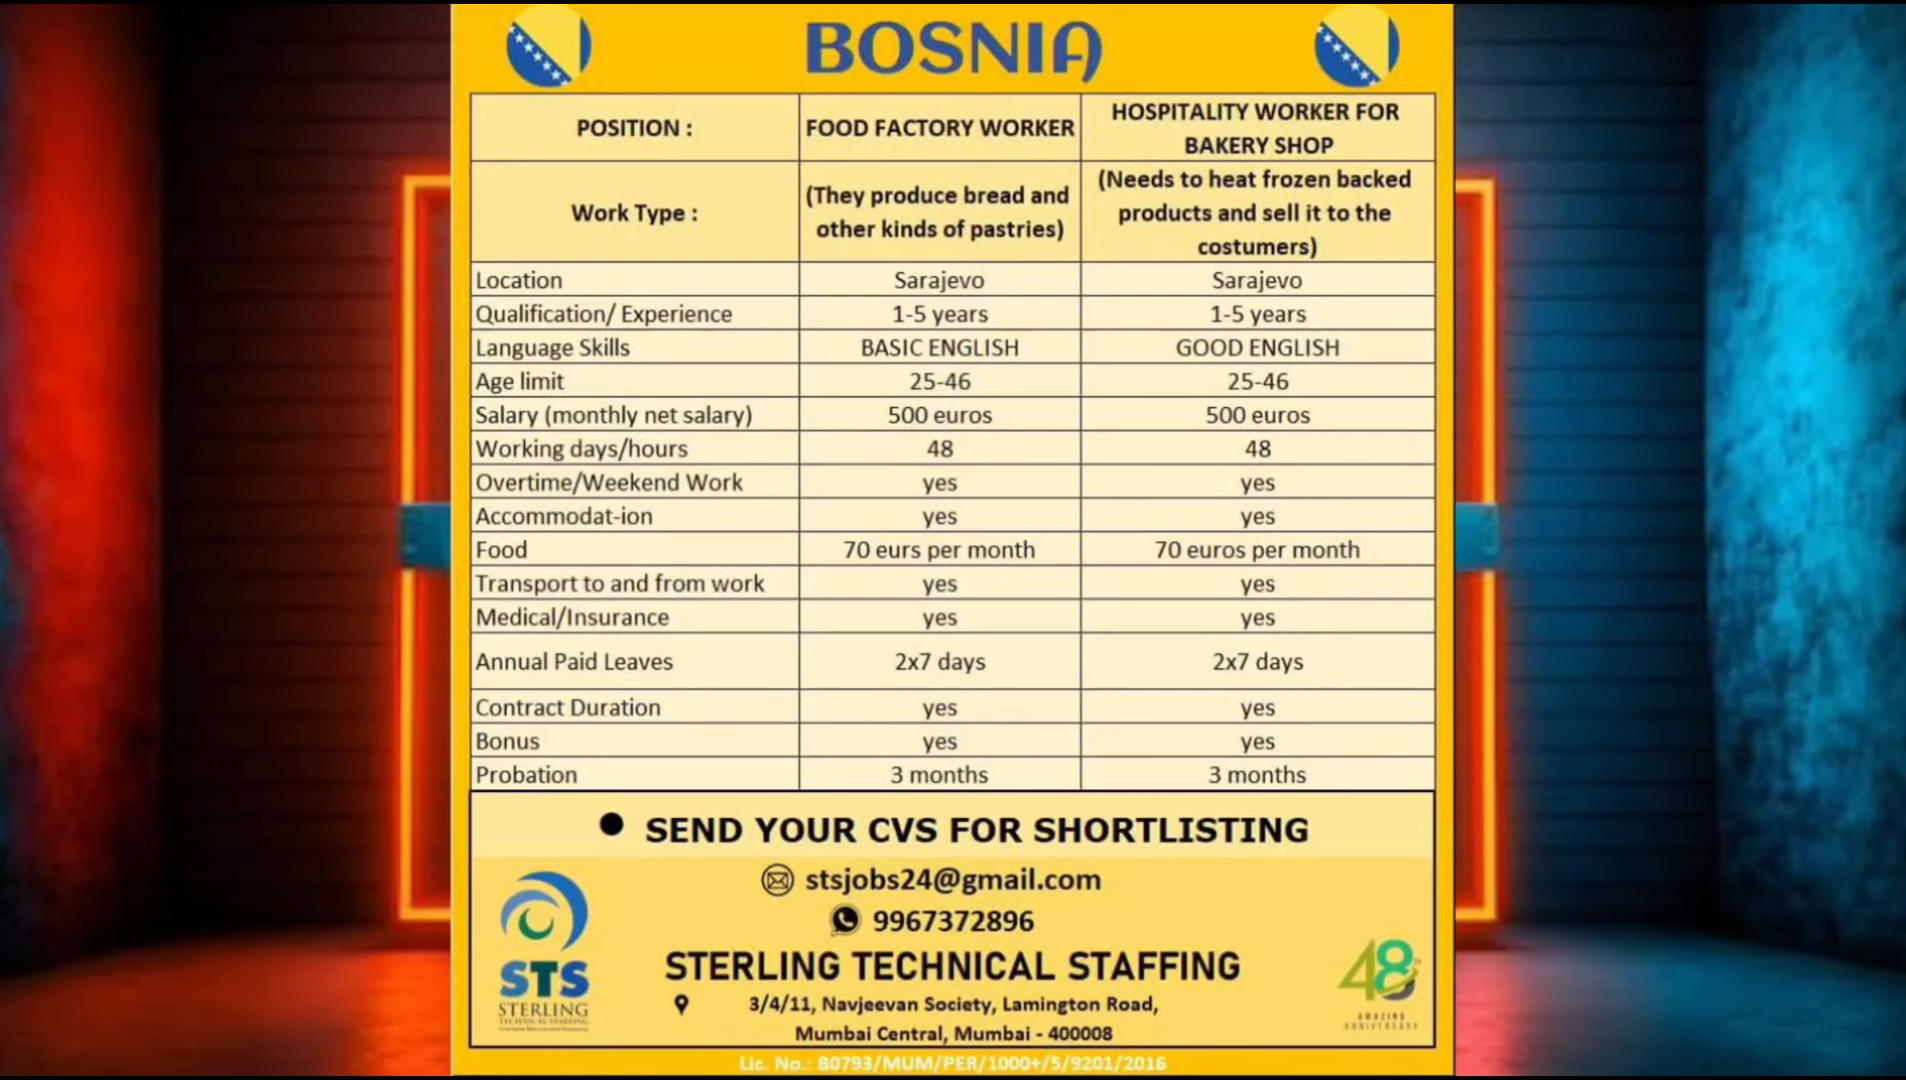 BOSNIA
POSITION :
FOOD FACTORY WORKER
HOSPITALITY WORKER FOR
BAKERY SHOP
Work Type :
(They produce bread and
other kinds of pastries)
(Needs to heat frozen backed
products and sell it to the
costumers)
Location Sarajevo Sarajevo
Qualification/ Experience 1-5 years 1-5 years
Language Skills BASIC ENGLISH GOOD ENGLISH
Age limit 25-46 25-46
Salary (monthly net salary) 500 euros 500 euros
Working days/hours 48 48
Overtime/Weekend Work yes yes
Accommodat-ion yes yes
Food 70 eurs per month 70 euros per month
Transport to and from work yes yes
Medical/Insurance yes yes
Annual Paid Leaves 2x7 days 2x7 days
Contract Duration yes yes
Bonus yes yes
Probation 3 months 3 months
● SEND YOUR CVS FOR SHORTLISTING
stsjobs24@gmail.com
9967372896
STERLING TECHNICAL STAFFING
3/4/11, Navjeevan Society, Lamington Road,
Mumbai Central, Mumbai - 400008
STS
STERLING
TECHNICAL STAFFING
48
AMAZING
ANNIVERSARY
Lic. No.: B0793/MUM/PER/1000+/5/9201/2016